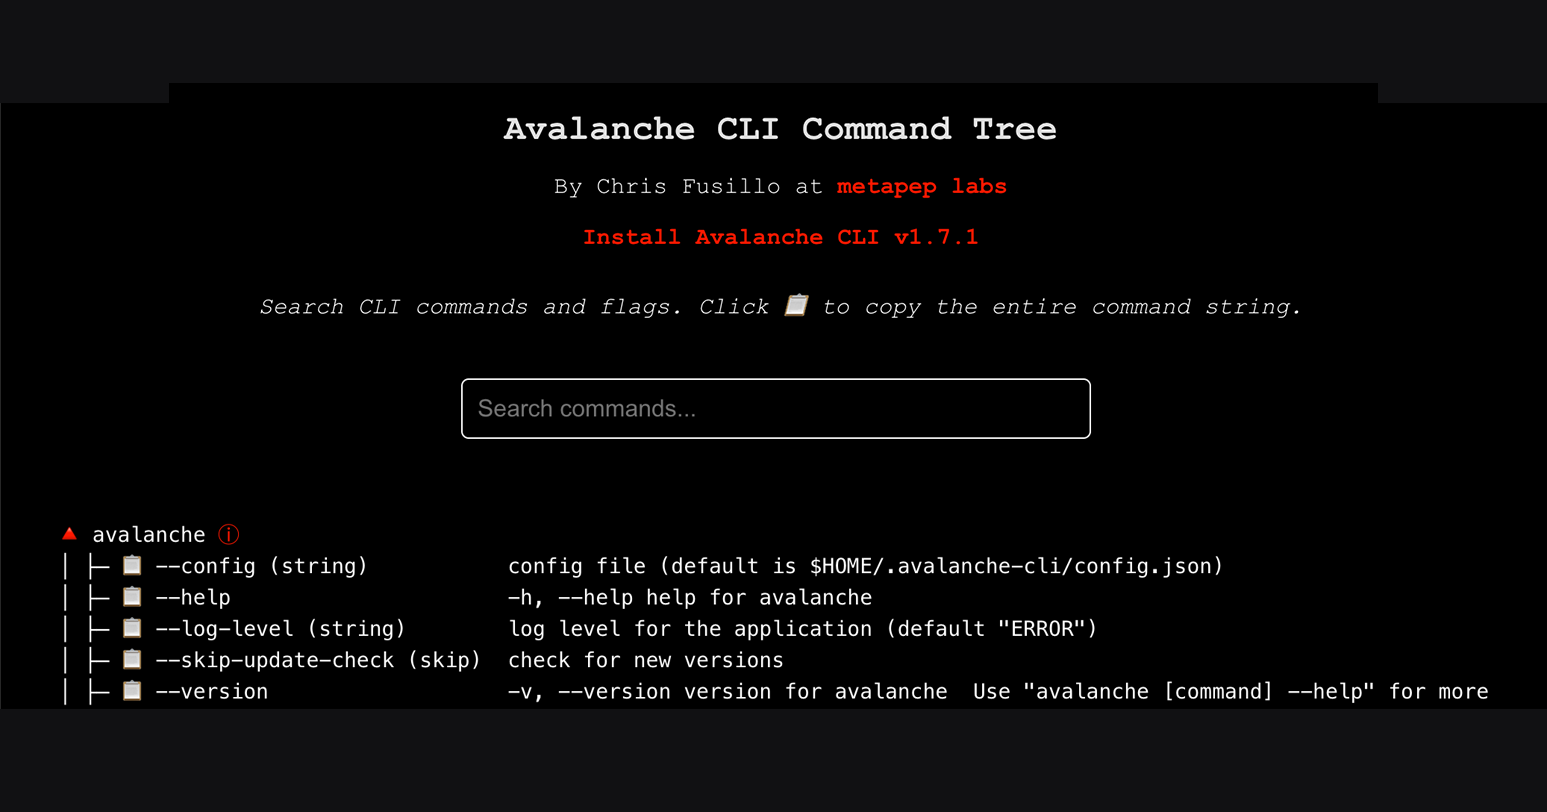 Avalanche CLI Command Tree
By Chris Fusillo at metapep labs
Install Avalanche CLI v1.7.1
Search CLI commands and flags. Click 📋 to copy the entire command string.
Search commands...
🔺 avalanche ⓘ
│ ├─ 📋 --config (string) config file (default is $HOME/.avalanche-cli/config.json)
│ ├─ 📋 --help -h, --help help for avalanche
│ ├─ 📋 --log-level (string) log level for the application (default "ERROR")
│ ├─ 📋 --skip-update-check (skip) check for new versions
│ ├─ 📋 --version -v, --version version for avalanche  Use "avalanche [command] --help" for more